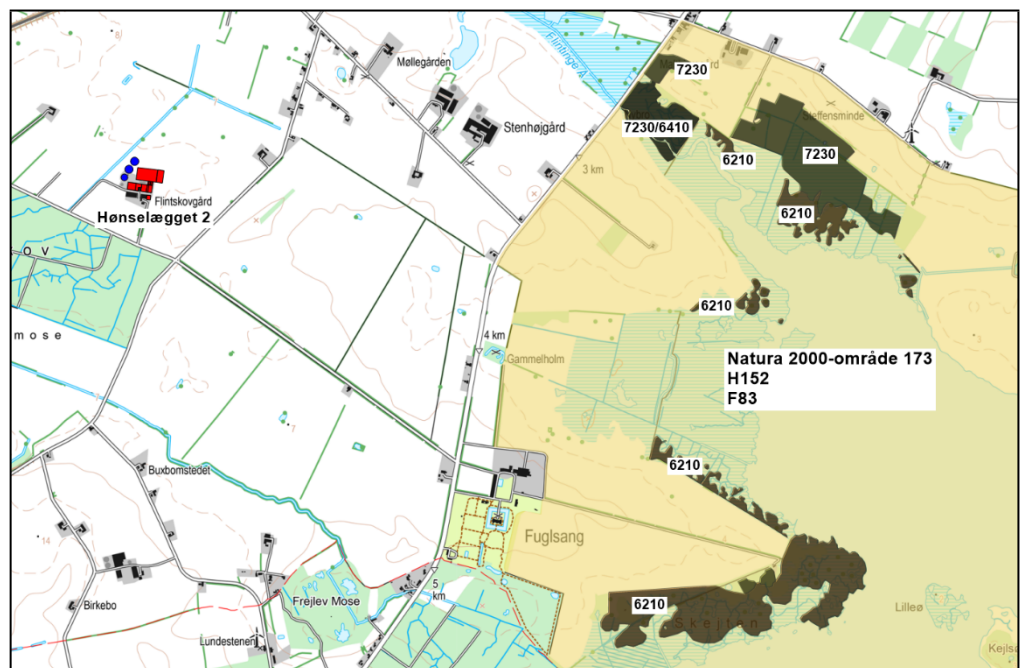 Møllegården
Flintinge Å
7230
Stenhøjgård
7230/6410
Steffensminde
6210
7230
3 km
Flintskovgård
Hønselægget 2
6210
o v
6210
4 km
m o s e
Gammelholm
Natura 2000-område 173
H152
F83
1
6210
Buxbomstedet
14
Fuglsang
5
km
Frejlev Mose
Birkebo
6210
Skejten
Lilleø
Lundestenen
Kejls